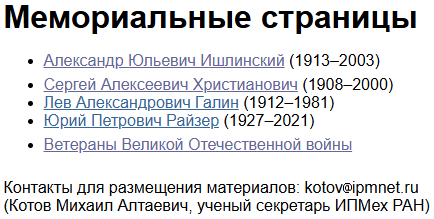 Мемориальные страницы
Александр Юльевич Ишлинский (1913–2003)
Сергей Алексеевич Христианович (1908–2000)
Лев Александрович Галин (1912–1981)
Юрий Петрович Райзер (1927–2021)
Ветераны Великой Отечественной войны
Контакты для размещения материалов: kotov@ipmnet.ru
(Котов Михаил Алтаевич, ученый секретарь ИПМех РАН)